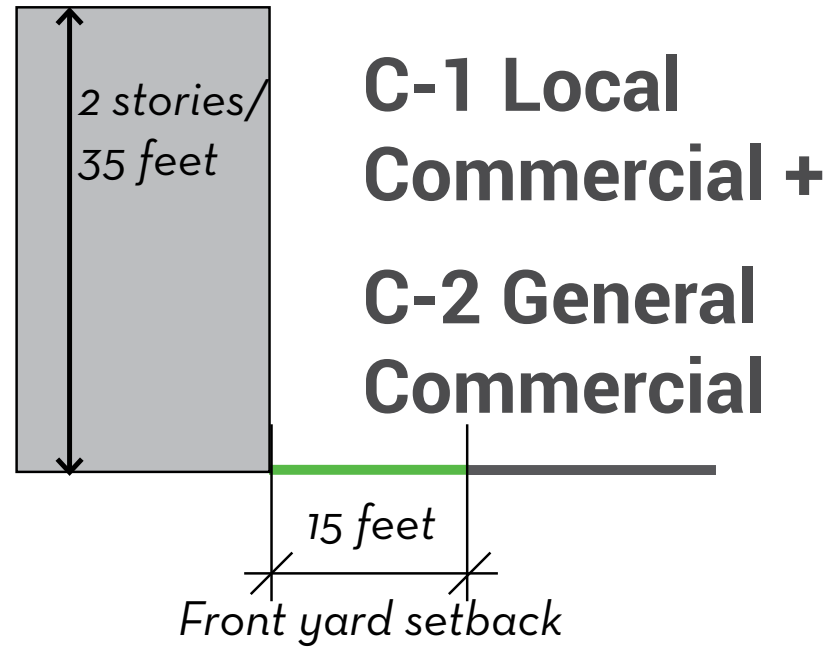 2 stories/
35 feet
C-1 Local
Commercial +
C-2 General
Commercial
15 feet
Front yard setback